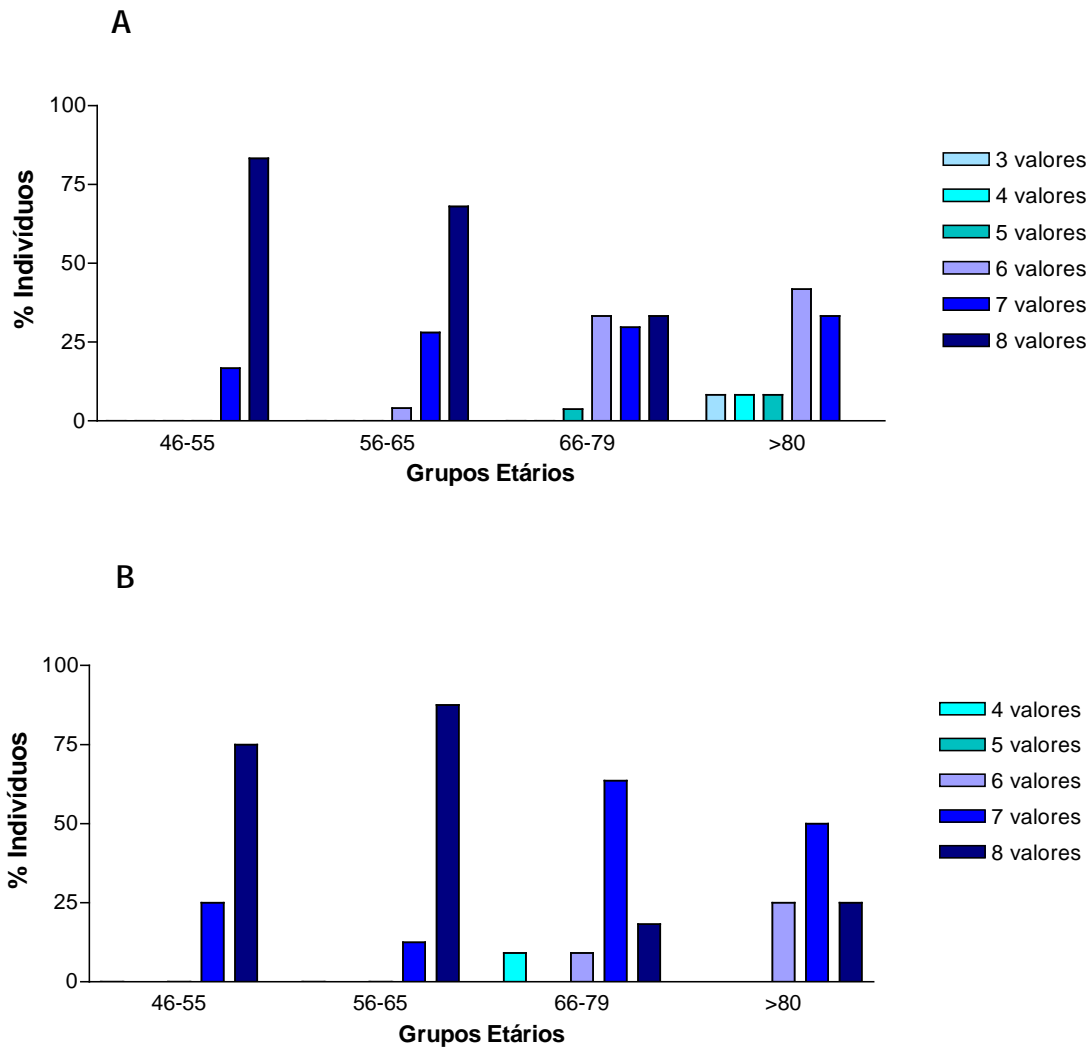 A
100
75
50
25
0
% Indivíduos
46-55
56-65
66-79
>80
Grupos Etários
3 valores
4 valores
5 valores
6 valores
7 valores
8 valores
B
100
75
50
25
0
% Indivíduos
46-55
56-65
66-79
>80
Grupos Etários
4 valores
5 valores
6 valores
7 valores
8 valores